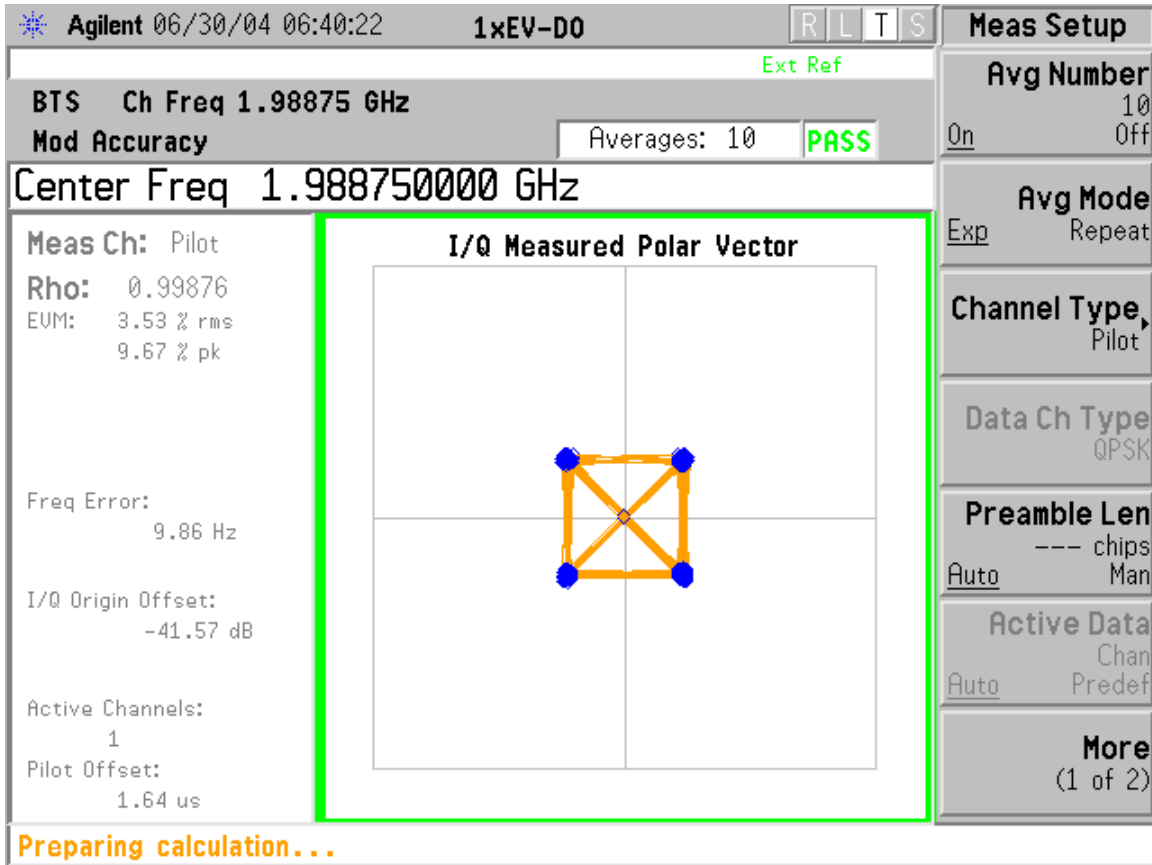 Agilent 06/30/04 06:40:22 1xEV-DO R L T S
Ext Ref
BTS Ch Freq 1.98875 GHz
Mod Accuracy Averages: 10 PASS
Center Freq 1.988750000 GHz
Meas Ch: Pilot
Rho: 0.99876
EVM: 3.53 % rms
9.67 % pk
Freq Error:
9.86 Hz
I/Q Origin Offset:
-41.57 dB
Active Channels:
1
Pilot Offset:
1.64 us
I/Q Measured Polar Vector
Preparing calculation...
Meas Setup
Avg Number
10
On Off
Avg Mode
Exp Repeat
Channel Type
Pilot
Data Ch Type
QPSK
Preamble Len
--- chips
Auto Man
Active Data
Chan
Auto Predef
More
(1 of 2)